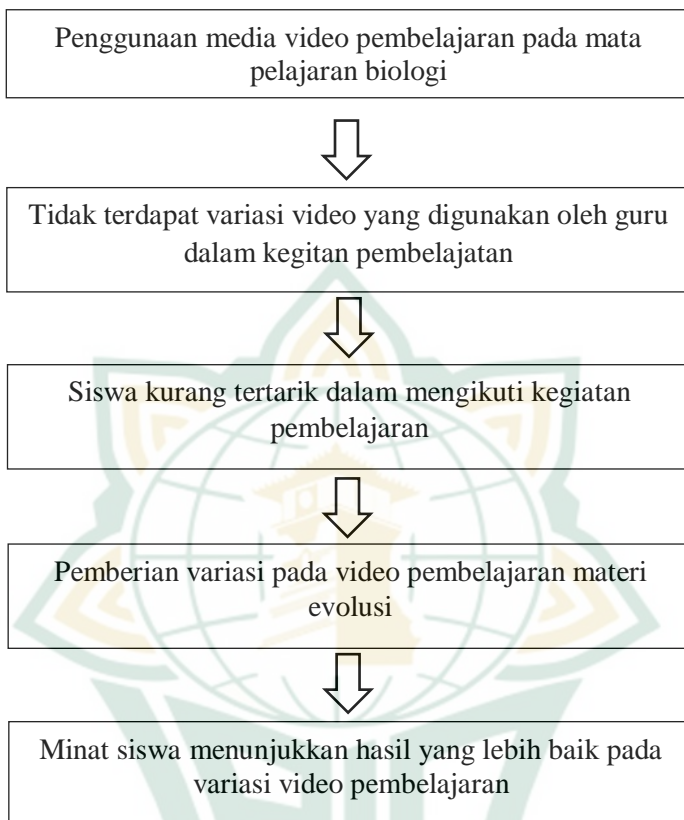 Penggunaan media video pembelajaran pada mata
pelajaran biologi
Tidak terdapat variasi video yang digunakan oleh guru
dalam kegitan pembelajatan
Siswa kurang tertarik dalam mengikuti kegiatan
pembelajaran
Pemberian variasi pada video pembelajaran materi
evolusi
Minat siswa menunjukkan hasil yang lebih baik pada
variasi video pembelajaran